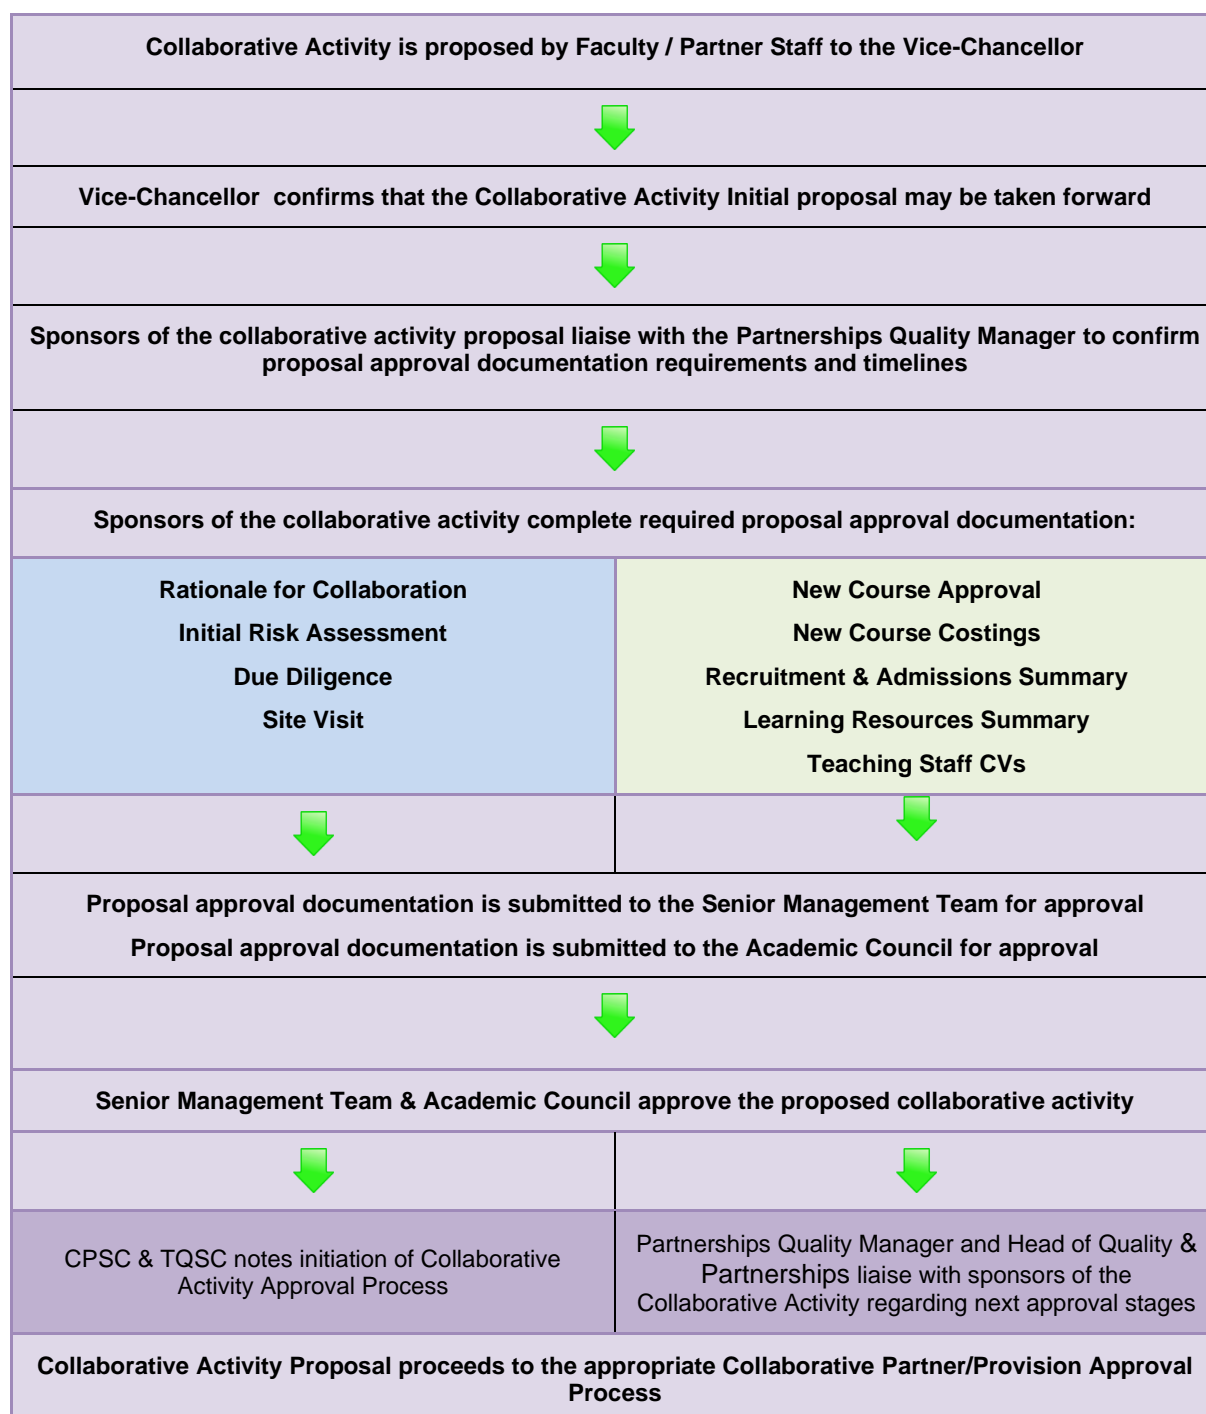 Collaborative Activity is proposed by Faculty / Partner Staff to the Vice-Chancellor
Vice-Chancellor  confirms that the Collaborative Activity Initial proposal may be taken forward
Sponsors of the collaborative activity proposal liaise with the Partnerships Quality Manager to confirm
proposal approval documentation requirements and timelines
Sponsors of the collaborative activity complete required proposal approval documentation:
Rationale for Collaboration
Initial Risk Assessment
Due Diligence
Site Visit
New Course Approval
New Course Costings
Recruitment & Admissions Summary
Learning Resources Summary
Teaching Staff CVs
Proposal approval documentation is submitted to the Senior Management Team for approval
Proposal approval documentation is submitted to the Academic Council for approval
Senior Management Team & Academic Council approve the proposed collaborative activity
CPSC & TQSC notes initiation of Collaborative
Activity Approval Process
Partnerships Quality Manager and Head of Quality &
Partnerships liaise with sponsors of the
Collaborative Activity regarding next approval stages
Collaborative Activity Proposal proceeds to the appropriate Collaborative Partner/Provision Approval
Process